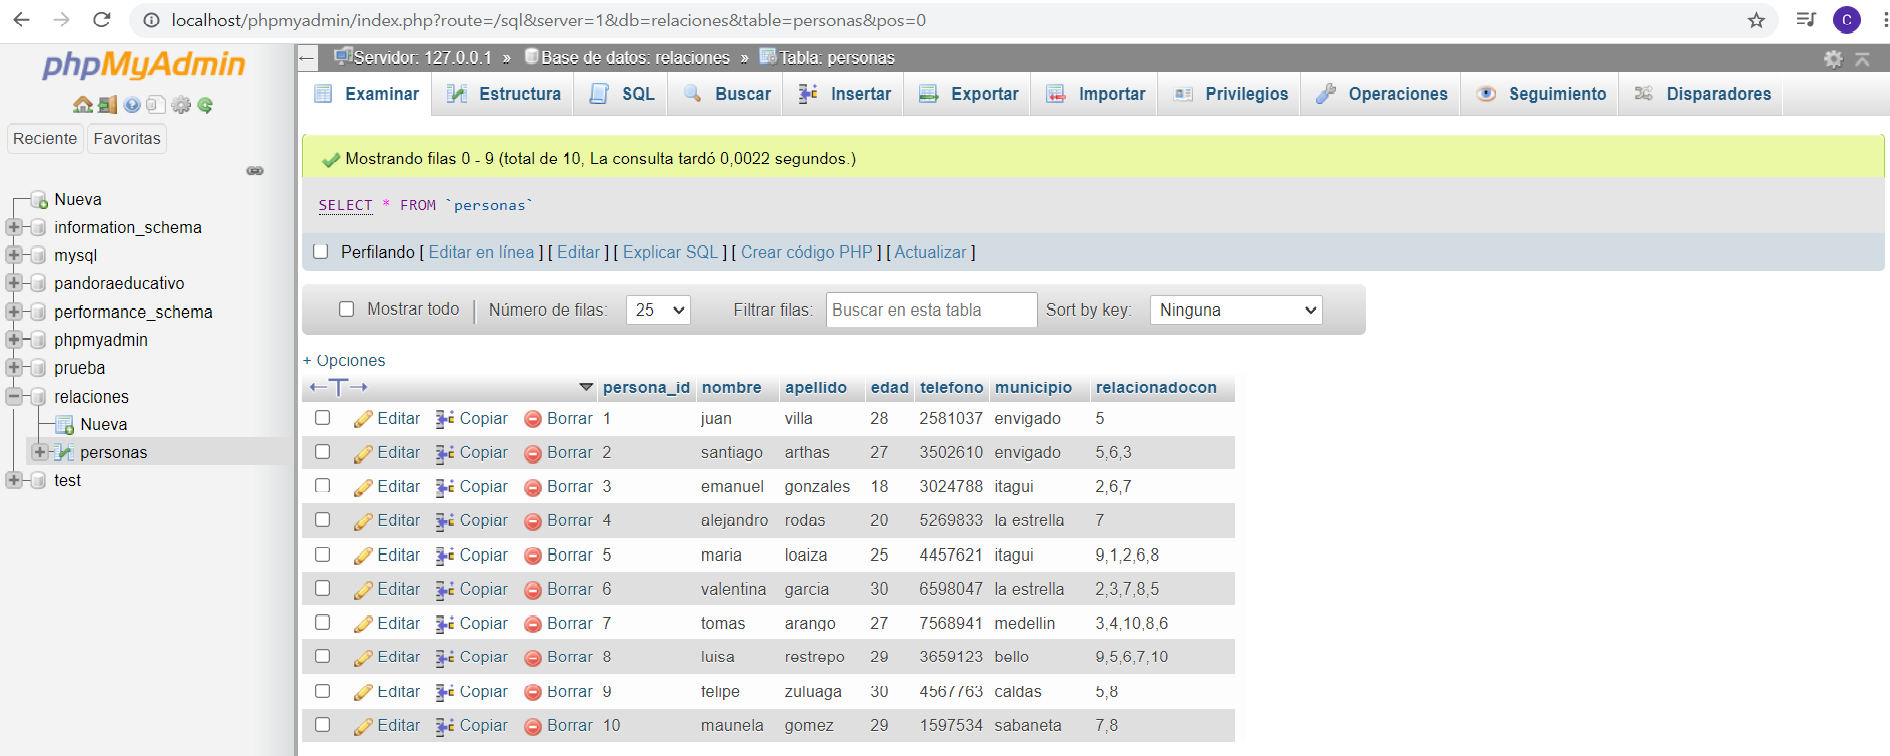 localhost/phpmyadmin/index.php?route=/sql&server=1&db=relaciones&table=personas&pos=0
C
phpMyAdmin
Reciente Favoritas
Nueva
information_schema
mysql
pandoraeducativo
performance_schema
phpmyadmin
prueba
relaciones
Nueva
personas
test
Servidor: 127.0.0.1 » Base de datos: relaciones » Tabla: personas
Examinar Estructura SQL Buscar Insertar Exportar Importar Privilegios Operaciones Seguimiento Disparadores
Mostrando filas 0 - 9 (total de 10, La consulta tardó 0,0022 segundos.)
SELECT * FROM `personas`
Perfilando [ Editar en línea ] [ Editar ] [ Explicar SQL ] [ Crear código PHP ] [ Actualizar ]
Mostrar todo | Número de filas: 25 Filtrar filas: Buscar en esta tabla Sort by key: Ninguna
+ Opciones
←T→ persona_id nombre apellido edad telefono municipio relacionadocon
Editar Copiar Borrar 1 juan villa 28 2581037 envigado 5
Editar Copiar Borrar 2 santiago arthas 27 3502610 envigado 5,6,3
Editar Copiar Borrar 3 emanuel gonzales 18 3024788 itagui 2,6,7
Editar Copiar Borrar 4 alejandro rodas 20 5269833 la estrella 7
Editar Copiar Borrar 5 maria loaiza 25 4457621 itagui 9,1,2,6,8
Editar Copiar Borrar 6 valentina garcia 30 6598047 la estrella 2,3,7,8,5
Editar Copiar Borrar 7 tomas arango 27 7568941 medellin 3,4,10,8,6
Editar Copiar Borrar 8 luisa restrepo 29 3659123 bello 9,5,6,7,10
Editar Copiar Borrar 9 felipe zuluaga 30 4567763 caldas 5,8
Editar Copiar Borrar 10 maunela gomez 29 1597534 sabaneta 7,8